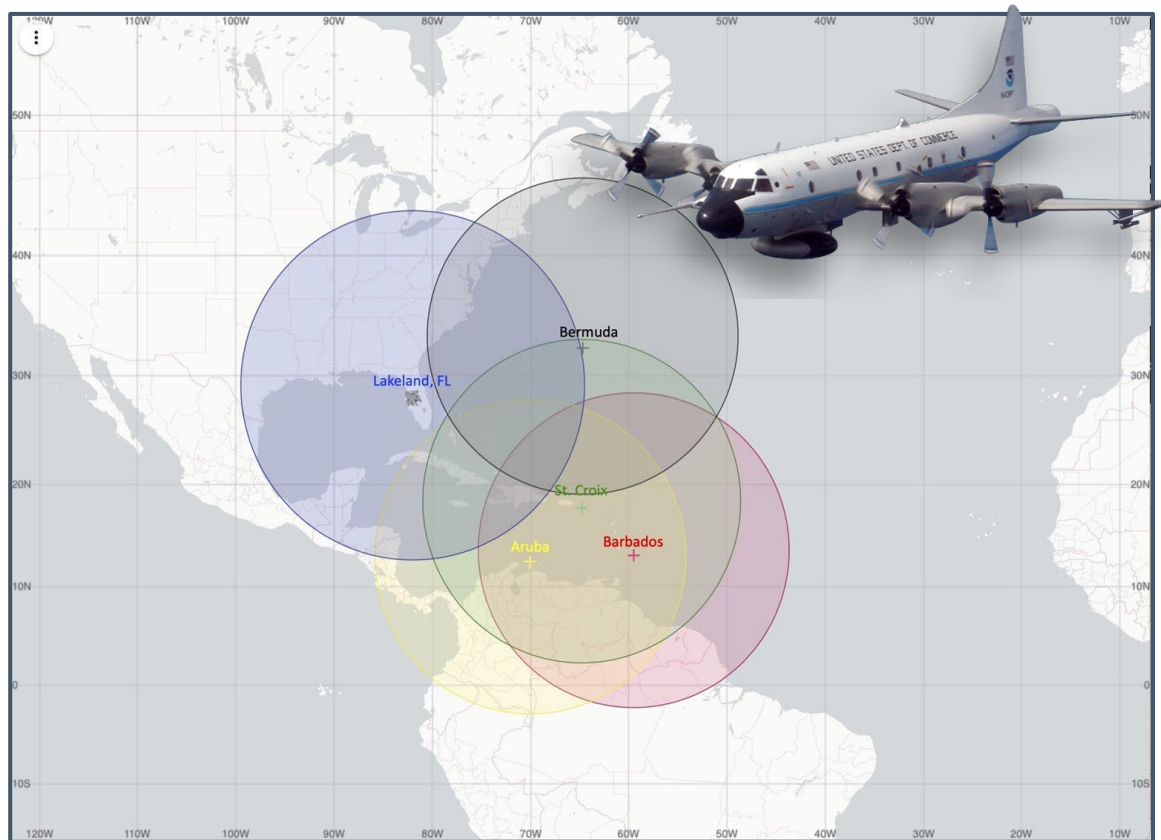 120W 110W 100W 90W 80W 70W 60W 50W 40W 30W 20W 10W
50N 50N
UNITED STATES DEPT. OF COMMERCE
40N 40N
Bermuda
30N 30N
Lakeland, FL
20N 20N
St. Croix
Aruba
Barbados
10N 10N
0 0
10S 10S
120W 110W 100W 90W 80W 70W 60W 50W 40W 30W 20W 10W